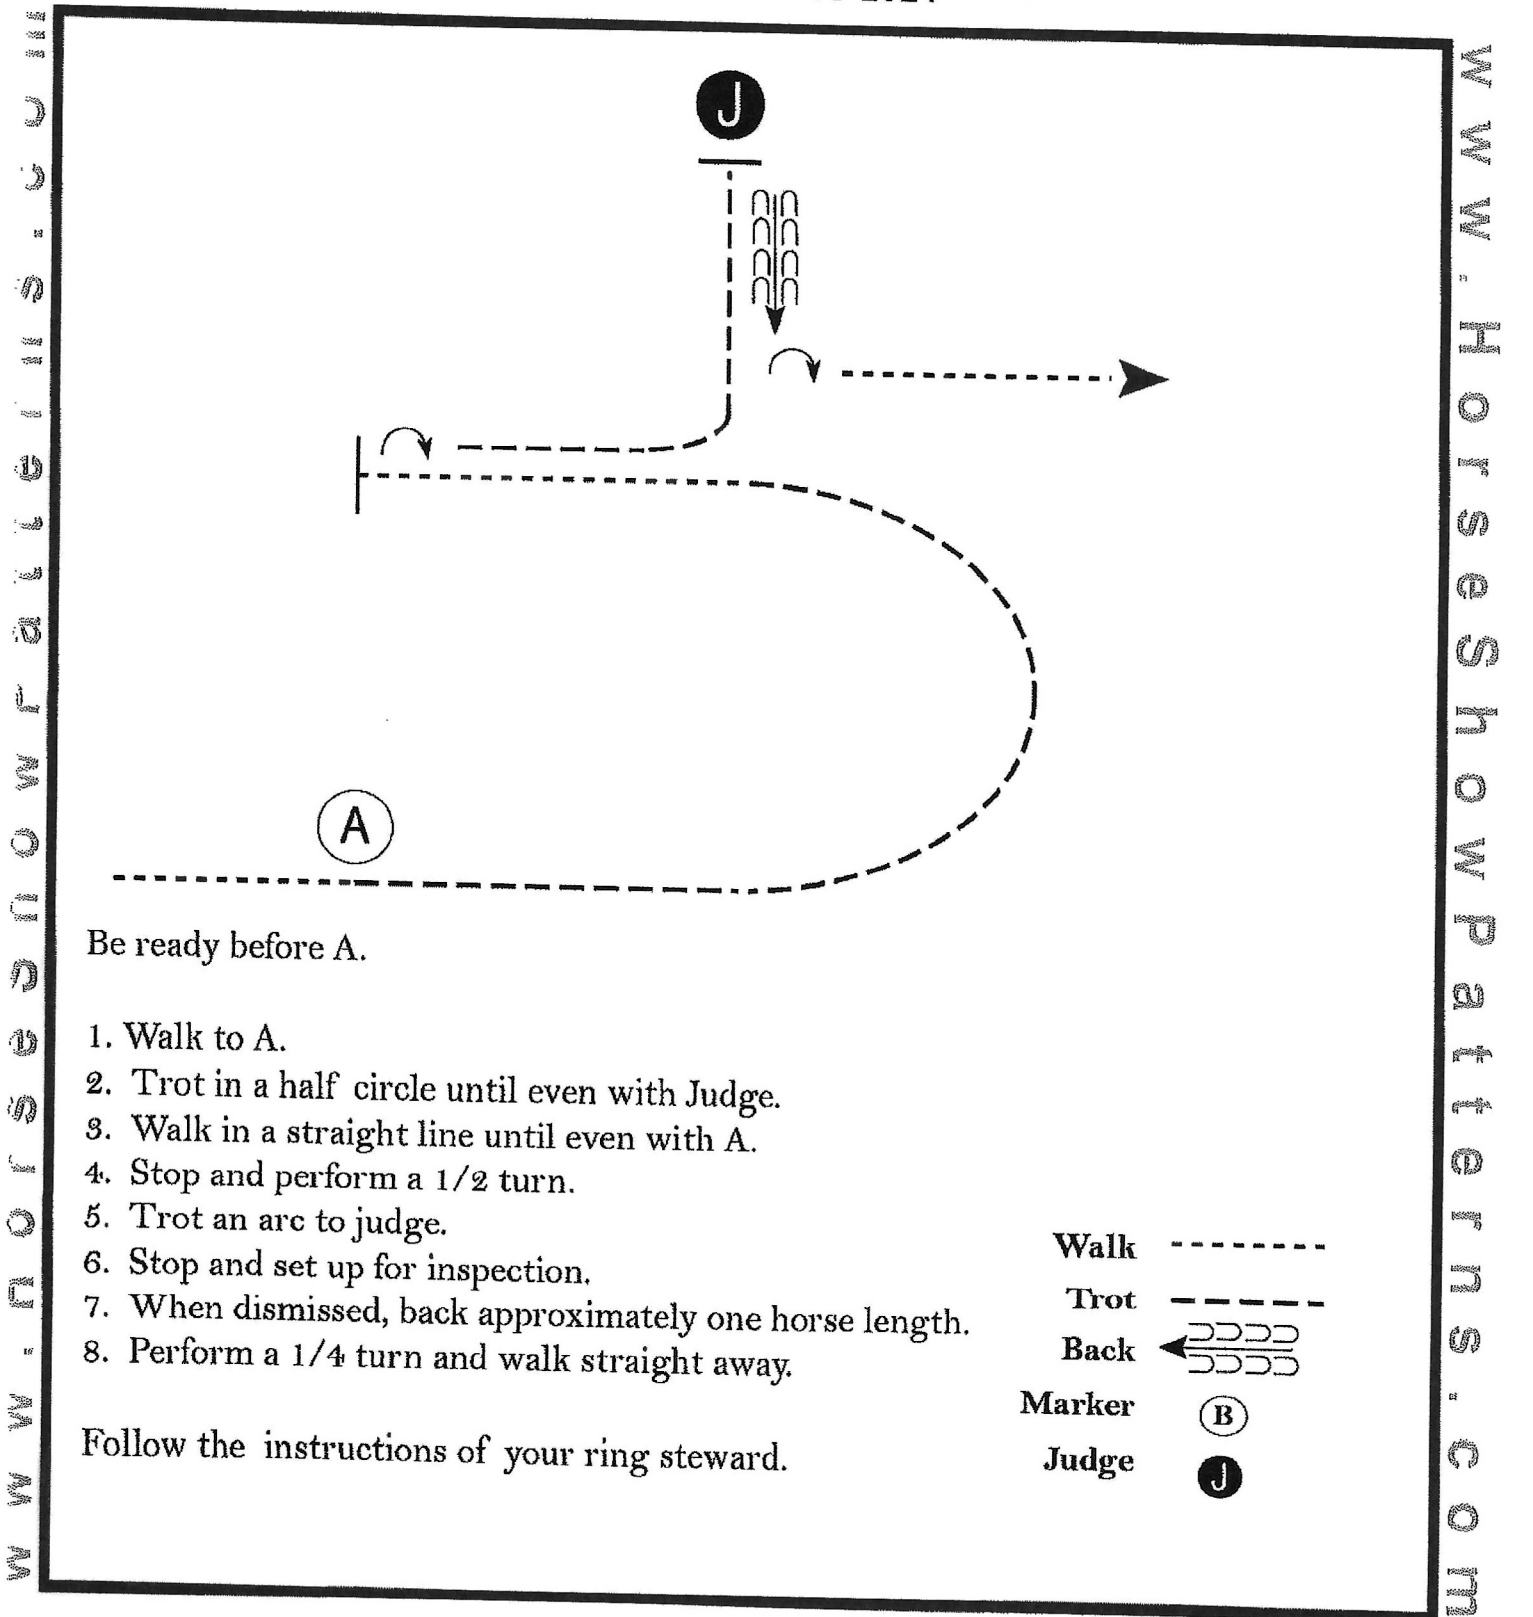 J
A
Be ready before A.
1. Walk to A.
2. Trot in a half circle until even with Judge.
3. Walk in a straight line until even with A.
4. Stop and perform a 1/2 turn.
5. Trot an arc to judge.
6. Stop and set up for inspection.
7. When dismissed, back approximately one horse length.
8. Perform a 1/4 turn and walk straight away.
Follow the instructions of your ring steward.
Walk
Trot
Back
Marker B
Judge J
www.HorseShowPatterns.com